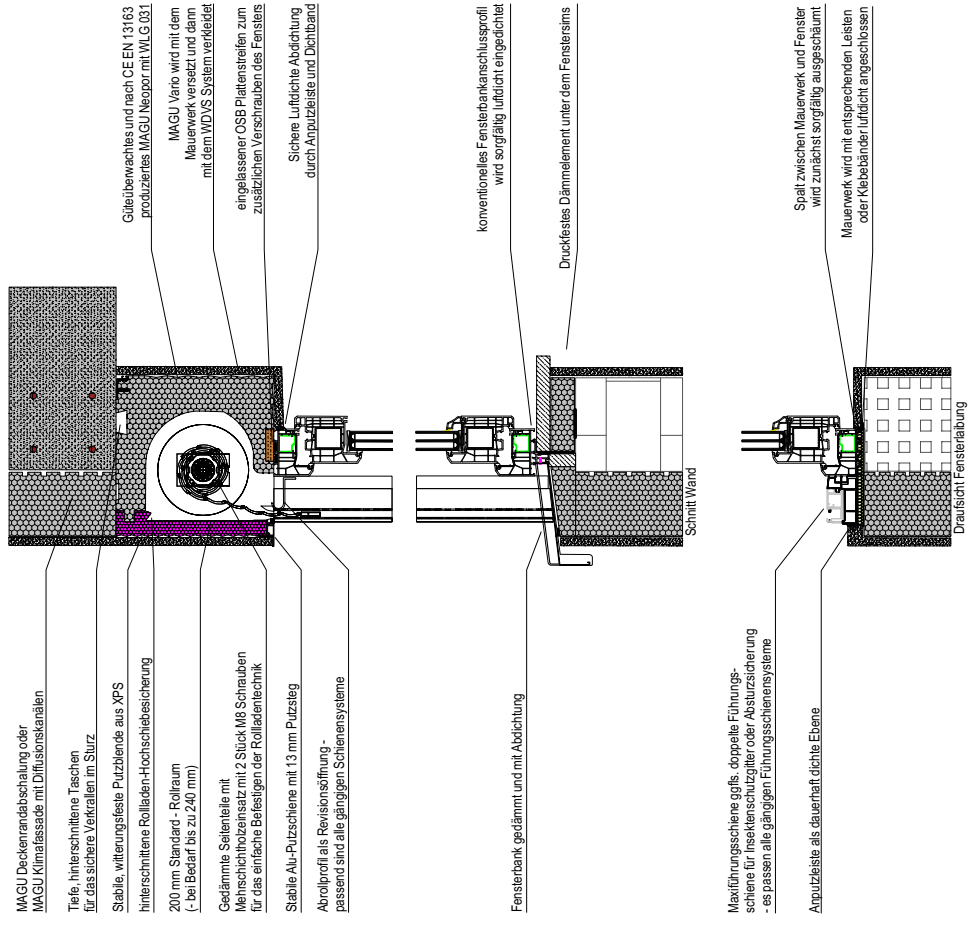 MAGU Deckenrandabschalung oder
MAGU Klimafassade mit Diffusionskanälen
Tiefe, hinterschnittene Taschen
für das sichere Verkrallen im Sturz
Stabile, witterungsfeste Putzblende aus XPS
hinterschnittene Rollladen-Hochschiebesicherung
200 mm Standard - Rollraum
(- bei Bedarf bis zu 240 mm)
Gedämmte Seitenteile mit
Mehrschichtholzeinsatz mit 2 Stück M8 Schrauben
für das einfache Befestigen der Rollladentechnik
Stabile Alu-Putzschiene mit 13 mm Putzsteg
Abrollprofil als Revisionsöffnung -
passend sind alle gängigen Schienensysteme
Fensterbank gedämmt und mit Abdichtung
Maxiführungsschiene ggfls. doppelte Führungs-
schiene für Insektenschutzgitter oder Absturzsicherung
- es passen alle gängigen Führungsschienensysteme
Anputzleiste als dauerhaft dichte Ebene
Schnitt Wand
Draufsicht Fensterlaibung
Güteüberwachtes und nach CE EN 13163
produziertes MAGU Neopor mit WLG 031
MAGU Vario wird mit dem
Mauerwerk versetzt und dann
mit dem WDVS System verkleidet
eingelassener OSB Plattenstreifen zum
zusätzlichen Verschrauben des Fensters
Sichere Luftdichte Abdichtung
durch Anputzleiste und Dichtband
konventionelles Fensterbankanschlussprofil
wird sorgfältig luftdicht eingedichtet
Druckfestes Dämmelement unter dem Fenstersims
Spalt zwischen Mauerwerk und Fenster
wird zunächst sorgfältig ausgeschäumt
Mauerwerk wird mit entsprechenden Leisten
oder Klebebänder luftdicht angeschlossen